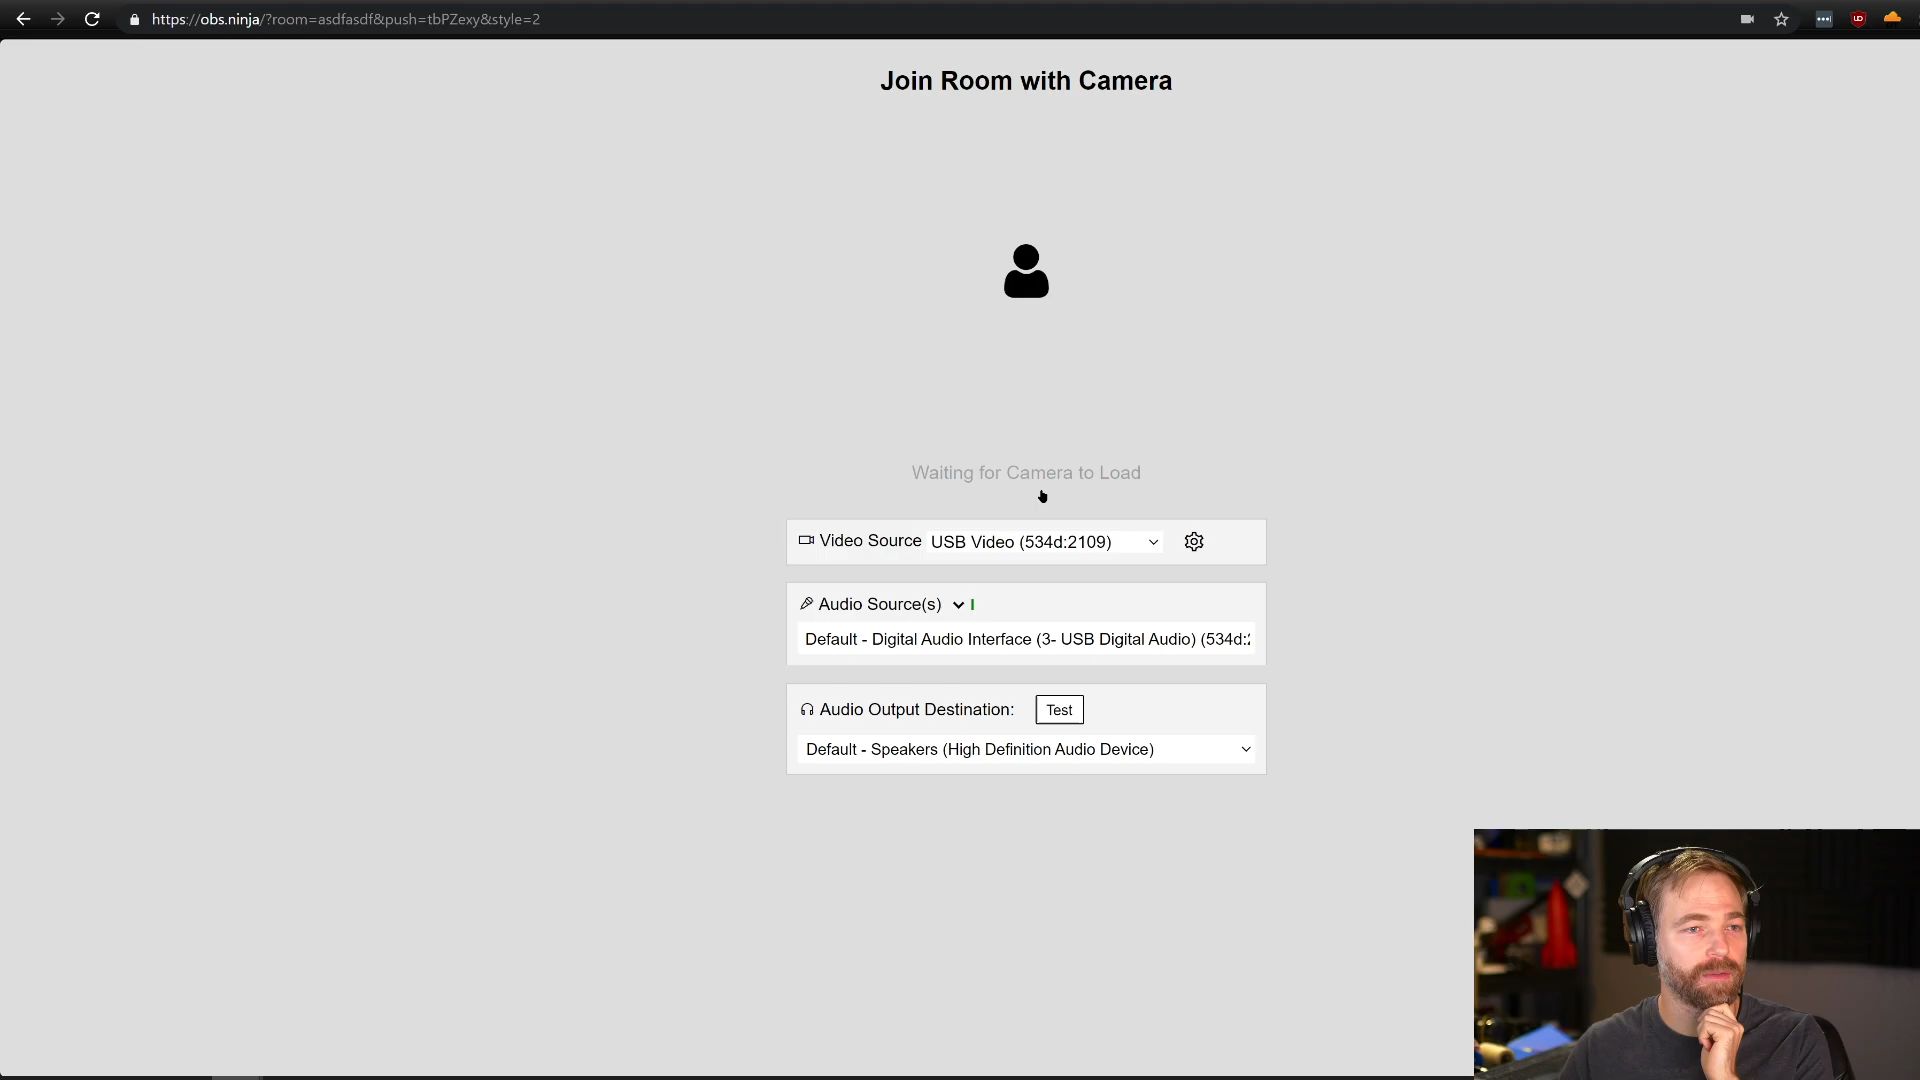 https://obs.ninja/?room=asdfasdf&push=tbPZexy&style=2
Join Room with Camera
Waiting for Camera to Load
Video Source USB Video (534d:2109)
Audio Source(s)
Default - Digital Audio Interface (3- USB Digital Audio) (534d:2
Audio Output Destination: Test
Default - Speakers (High Definition Audio Device)